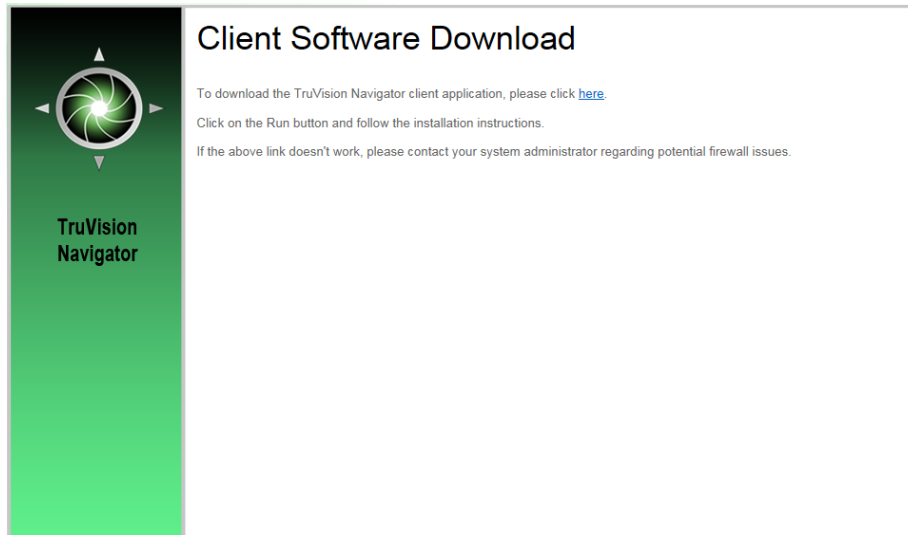 Client Software Download
To download the TruVision Navigator client application, please click here.
Click on the Run button and follow the installation instructions.
If the above link doesn't work, please contact your system administrator regarding potential firewall issues.
TruVision
Navigator